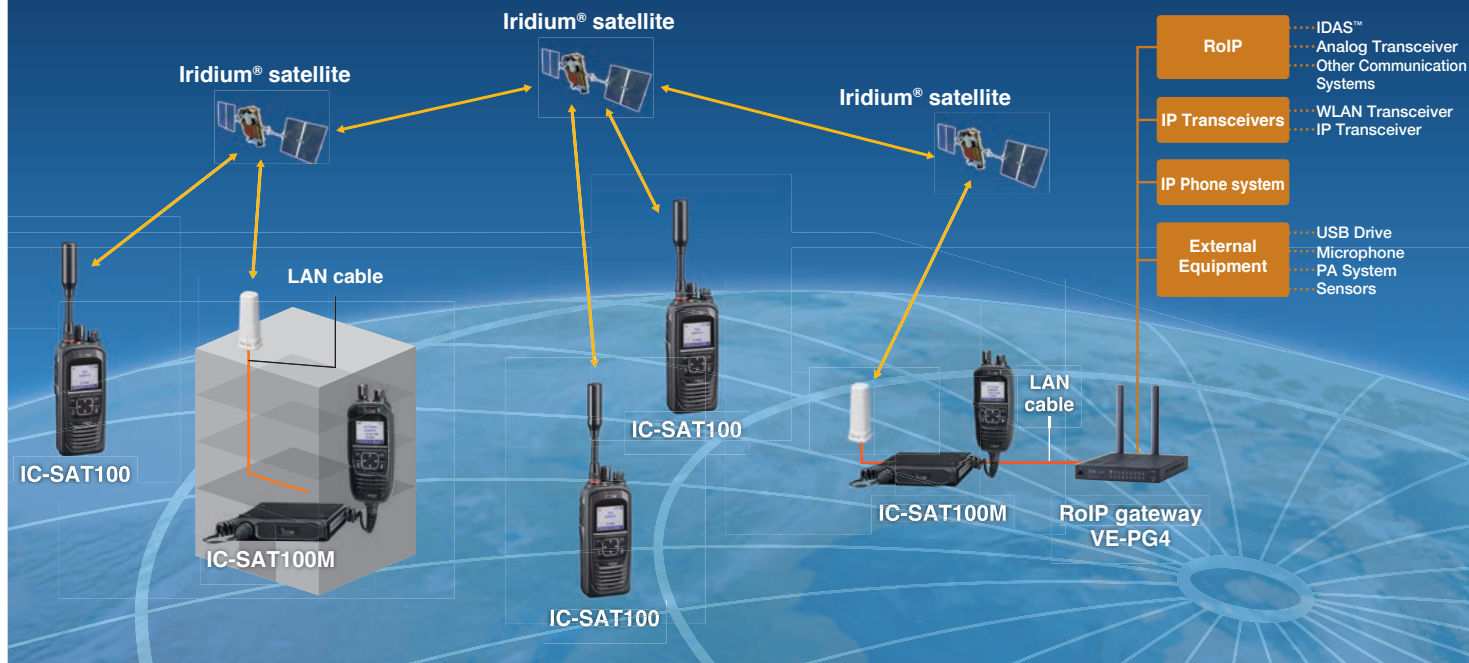 Iridium® satellite
Iridium® satellite
Iridium® satellite
LAN cable
IC-SAT100
IC-SAT100M
IC-SAT100
IC-SAT100
IC-SAT100M
LAN
cable
RoIP gateway
VE-PG4
RoIP
IDAS™
Analog Transceiver
Other Communication
Systems
IP Transceivers
WLAN Transceiver
IP Transceiver
IP Phone system
External
Equipment
USB Drive
Microphone
PA System
Sensors